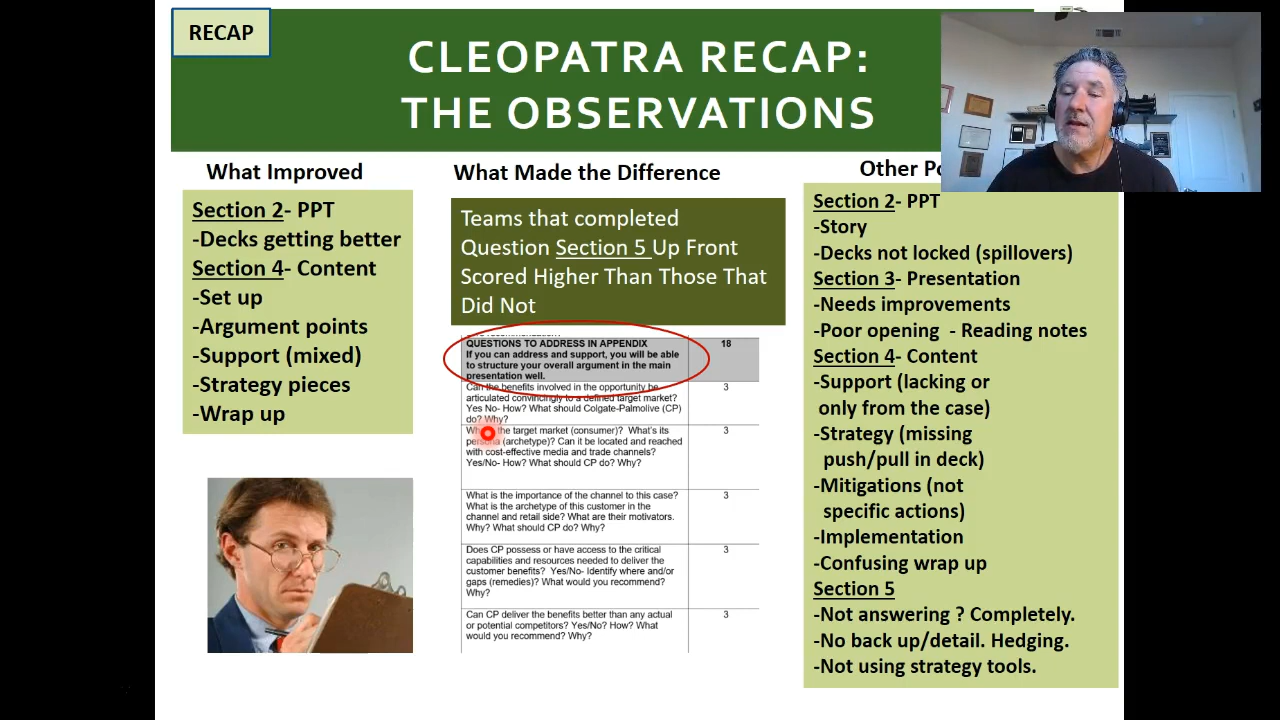 RECAP
CLEOPATRA RECAP:
THE OBSERVATIONS
What Improved
Section 2- PPT
-Decks getting better
Section 4- Content
-Set up
-Argument points
-Support (mixed)
-Strategy pieces
-Wrap up
What Made the Difference
Teams that completed
Question Section 5 Up Front
Scored Higher Than Those That
Did Not
QUESTIONS TO ADDRESS IN APPENDIX 18
If you can address and support, you will be able
to structure your overall argument in the main
presentation well.
Can the benefits involved in the opportunity be 3
articulated convincingly to a defined target market?
Yes No- How? What should Colgate-Palmolive (CP)
do? Why?
the target market (consumer)? What's its 3
persona (archetype)? Can it be located and reached
with cost-effective media and trade channels?
Yes/No- How? What should CP do? Why?
What is the importance of the channel to this case? 3
What is the archetype of this customer in the
channel and retail side? What are their motivators.
Why? What should CP do? Why?
Does CP possess or have access to the critical 3
capabilities and resources needed to deliver the
customer benefits? Yes/No- Identify where and/or
gaps (remedies)? What would you recommend?
Why?
Can CP deliver the benefits better than any actual 3
or potential competitors? Yes/No? How? What
would you recommend? Why?
Other
Section 2- PPT
-Story
-Decks not locked (spillovers)
Section 3- Presentation
-Needs improvements
-Poor opening - Reading notes
Section 4- Content
-Support (lacking or
only from the case)
-Strategy (missing
push/pull in deck)
-Mitigations (not
specific actions)
-Implementation
-Confusing wrap up
Section 5
-Not answering ? Completely.
-No back up/detail. Hedging.
-Not using strategy tools.